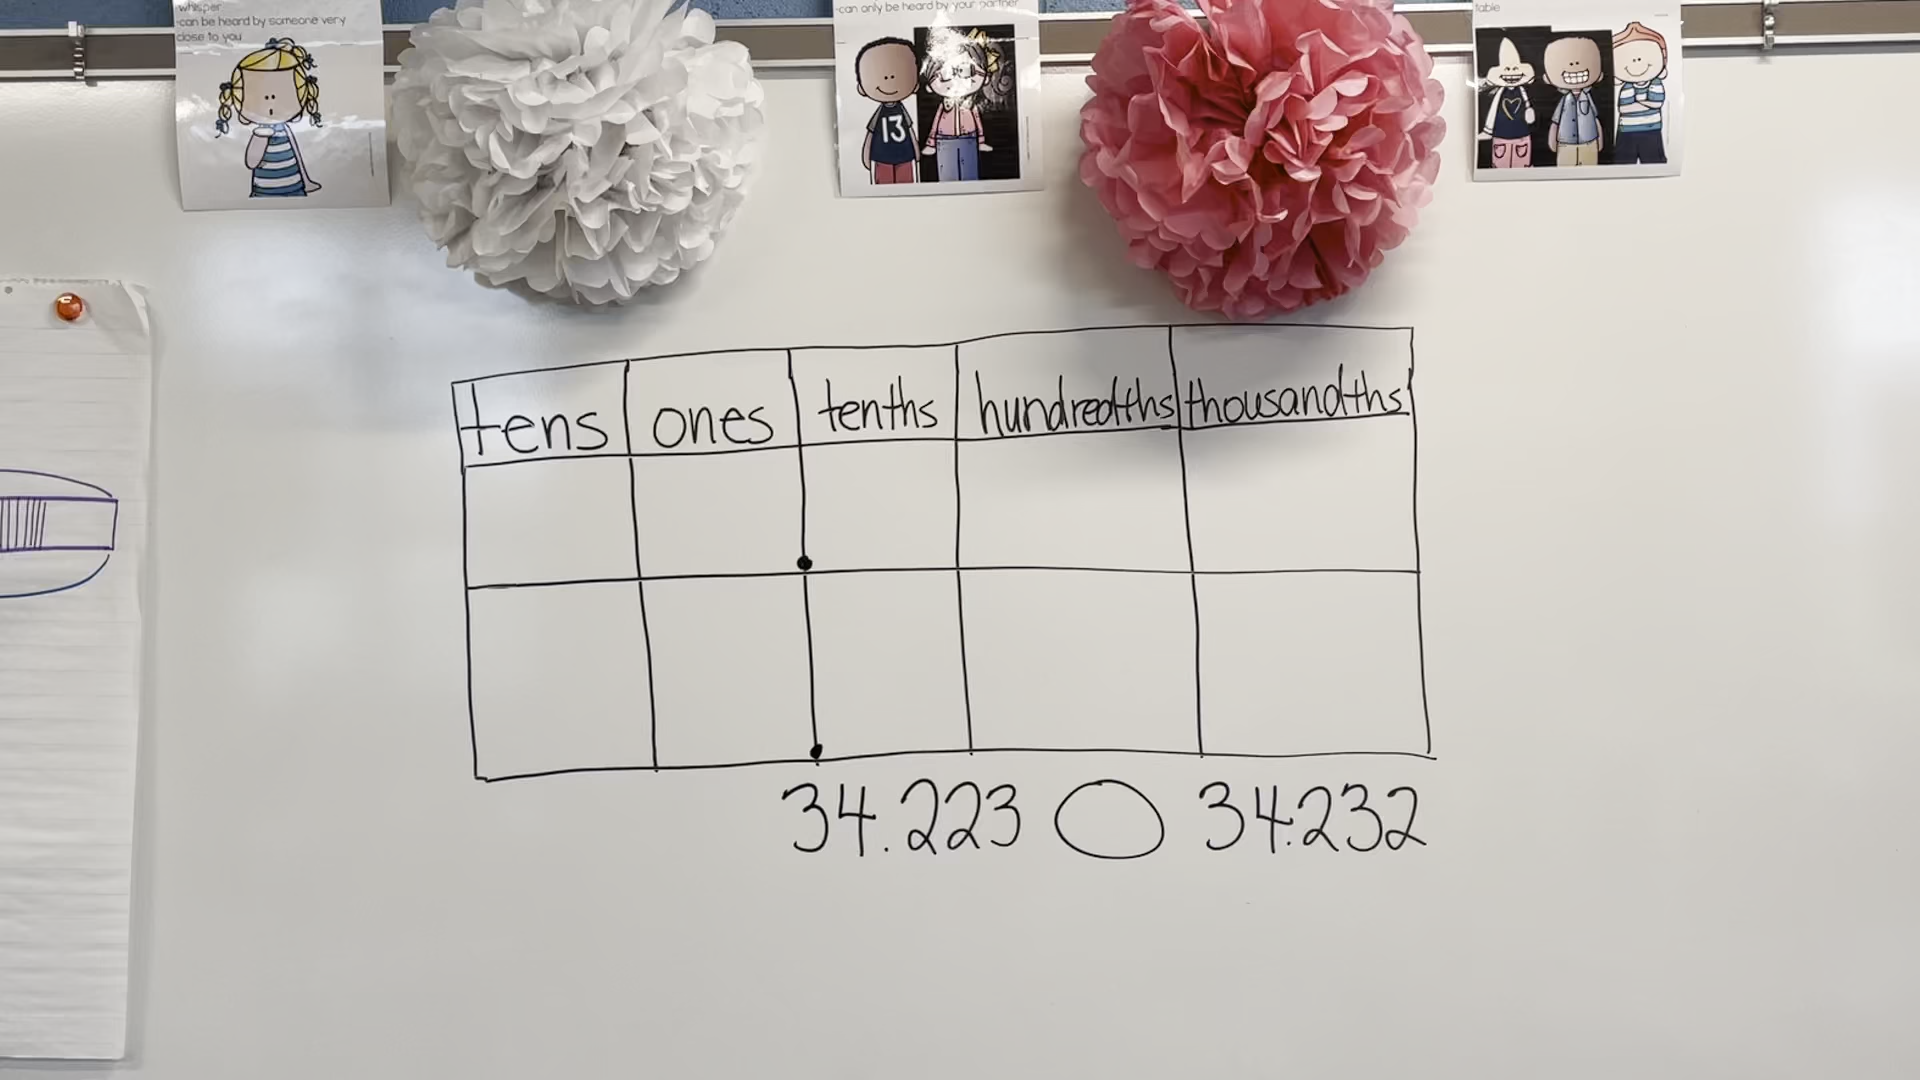 whisper
-can be heard by someone very
close to you
-can only be heard by your partner
table
13
tens ones tenths hundredths thousandths
34.223 34.232